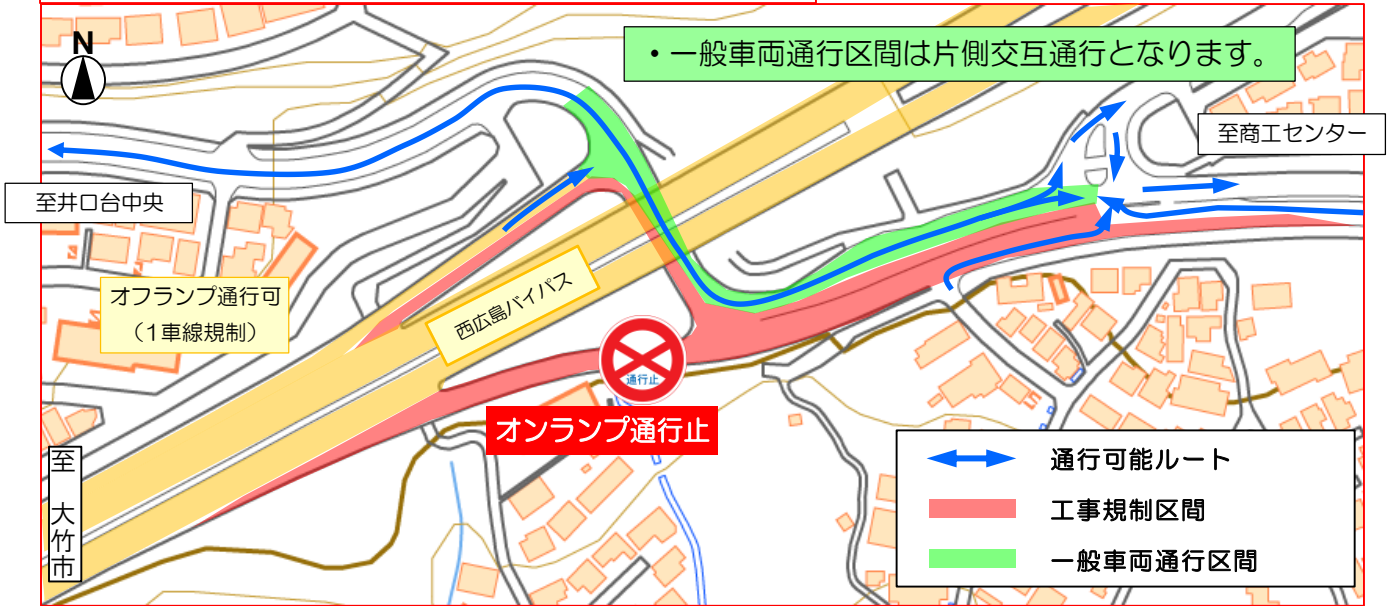 N
・一般車両通行区間は片側交互通行となります。
至商工センター
至井口台中央
オフランプ通行可
（1車線規制）
西広島バイパス
通行止
オンランプ通行止
至 大竹市
通行可能ルート
工事規制区間
一般車両通行区間